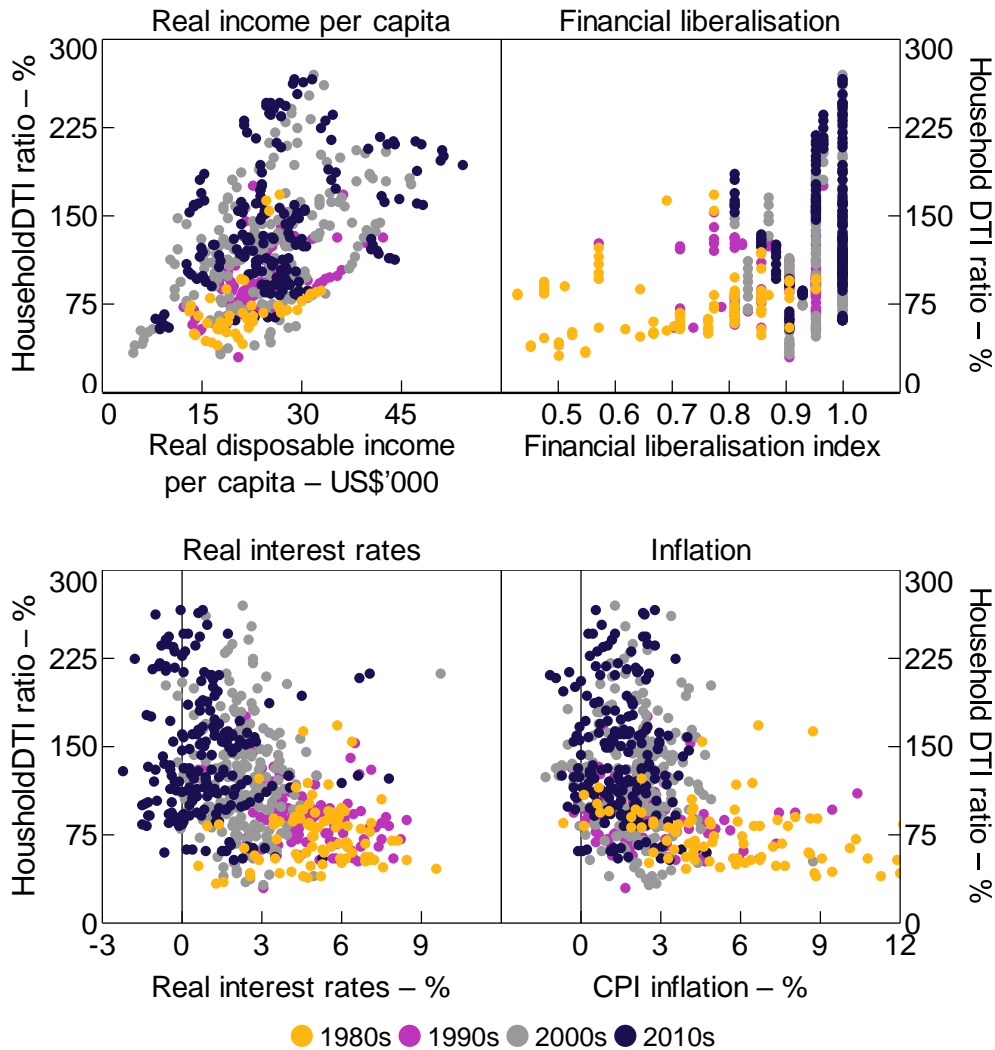 Real income per capita
Financial liberalisation
HouseholdDTI ratio – %
300
225
150
75
0
300
225
150
75
0
Household DTI ratio – %
0 15 30 45
0.5 0.6 0.7 0.8 0.9 1.0
Real disposable income
per capita – US$'000
Financial liberalisation index
Real interest rates
Inflation
HouseholdDTI ratio – %
300
225
150
75
0
300
225
150
75
0
Household DTI ratio – %
-3 0 3 6 9
0 3 6 9 12
Real interest rates – %
CPI inflation – %
1980s 1990s 2000s 2010s